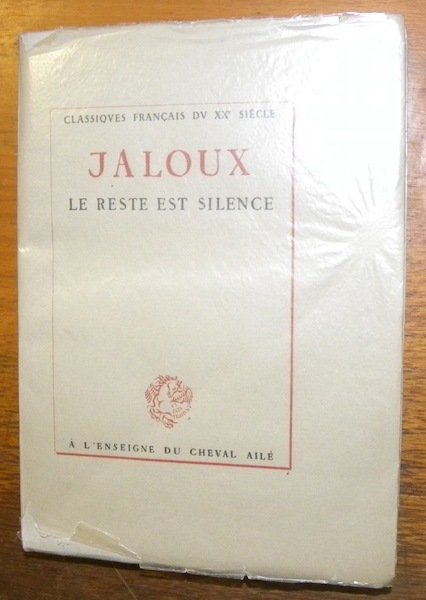 CLASSIQVES FRANÇAIS DV XXᵉ SIÈCLE
JALOUX
LE RESTE EST SILENCE
À L'ENSEIGNE DU CHEVAL AILÉ